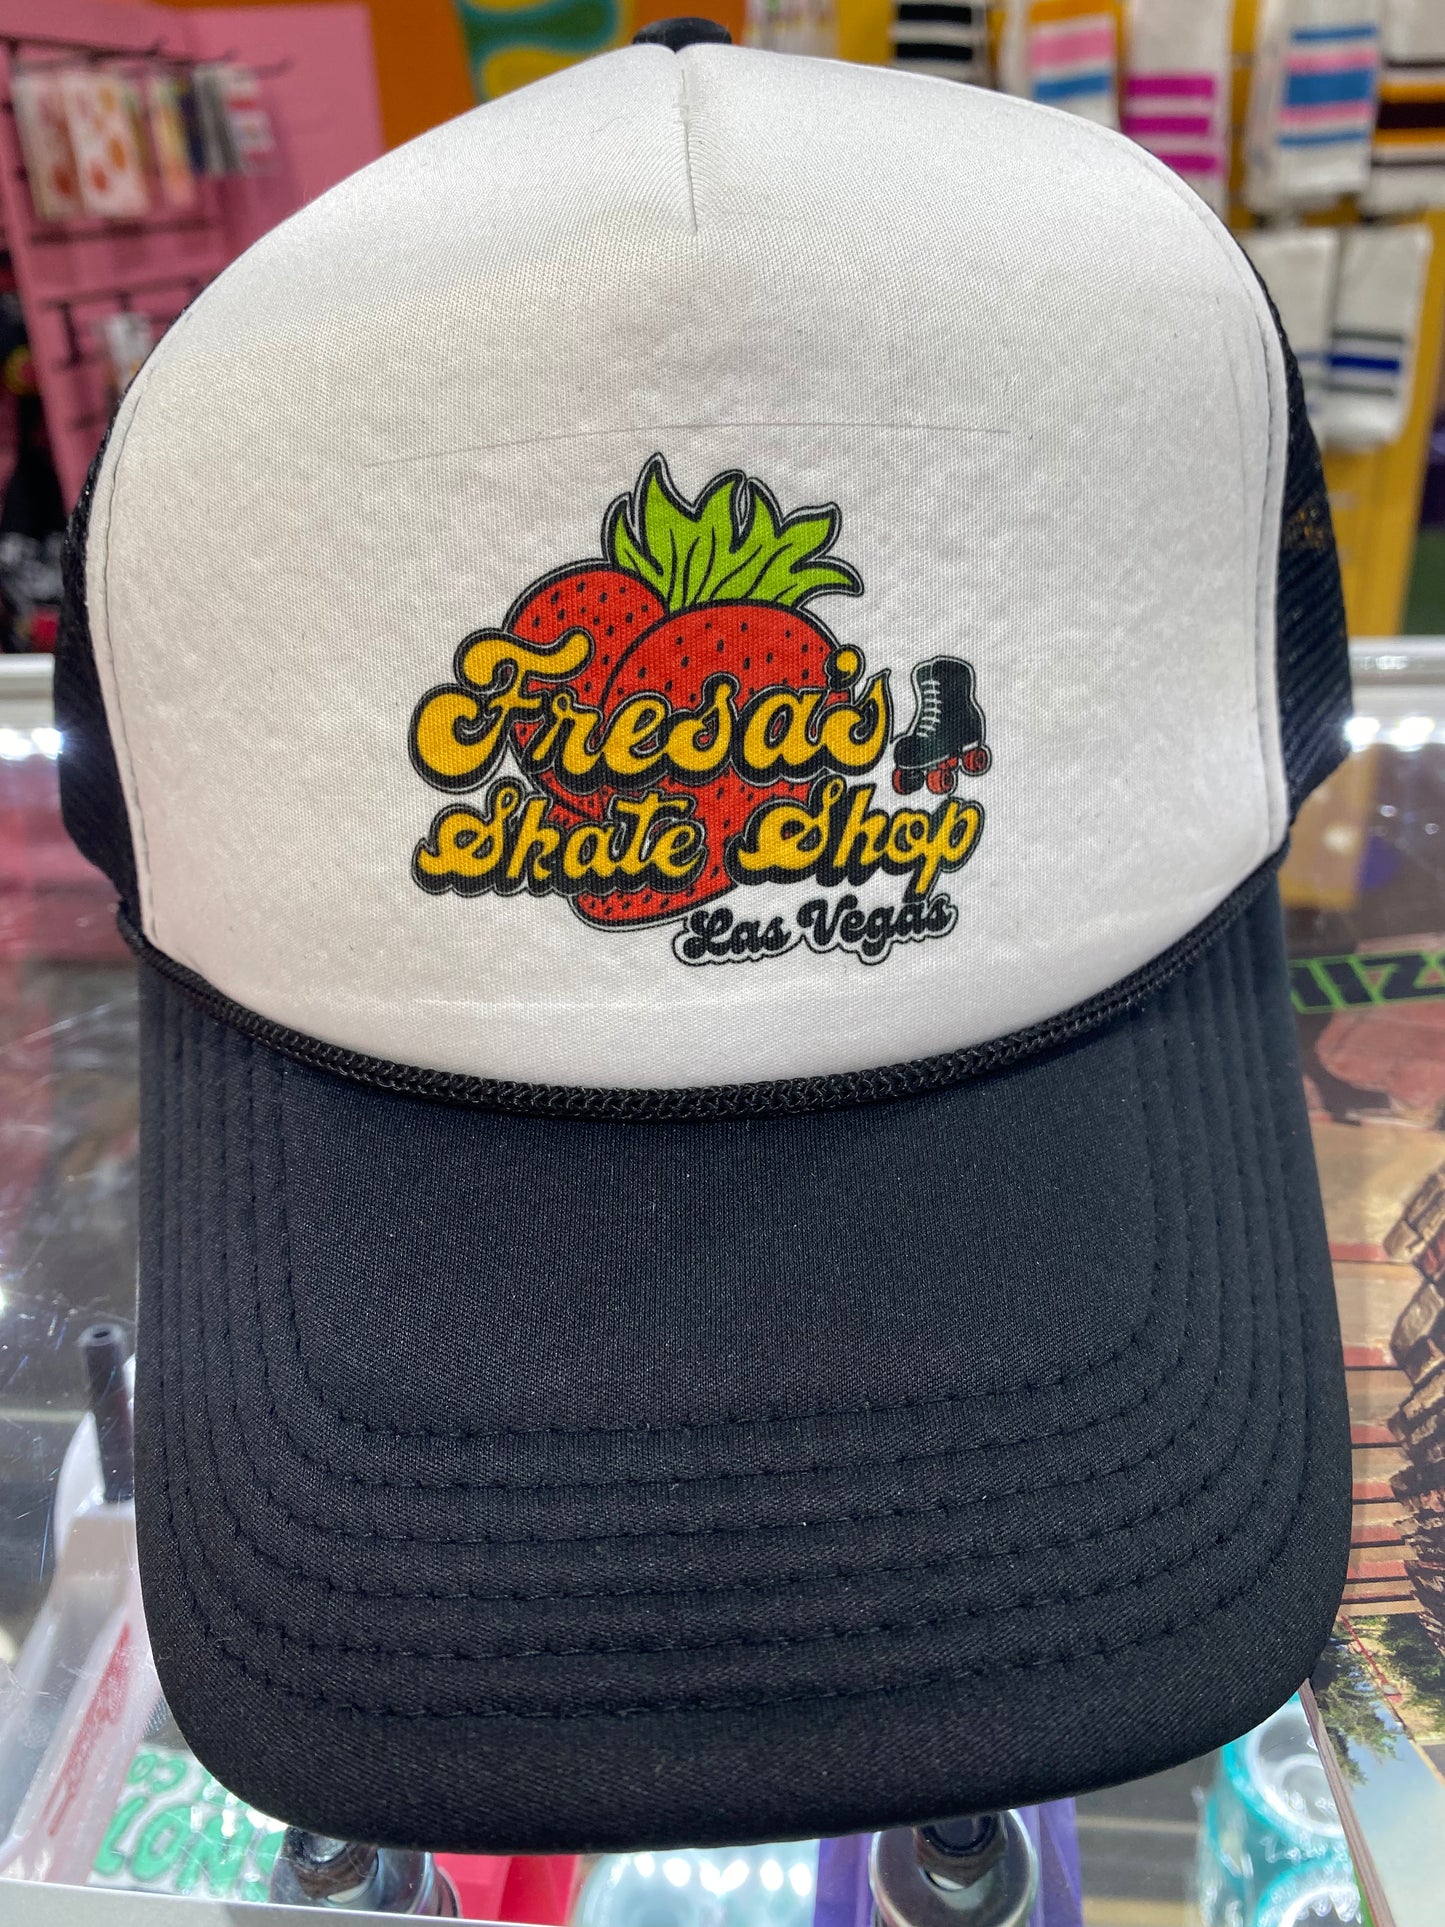 Fresa's
Skate Shop
Las Vegas